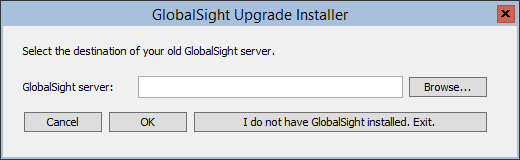 GlobalSight Upgrade Installer
Select the destination of your old GlobalSight server.
GlobalSight server: Browse...
Cancel OK I do not have GlobalSight installed. Exit.